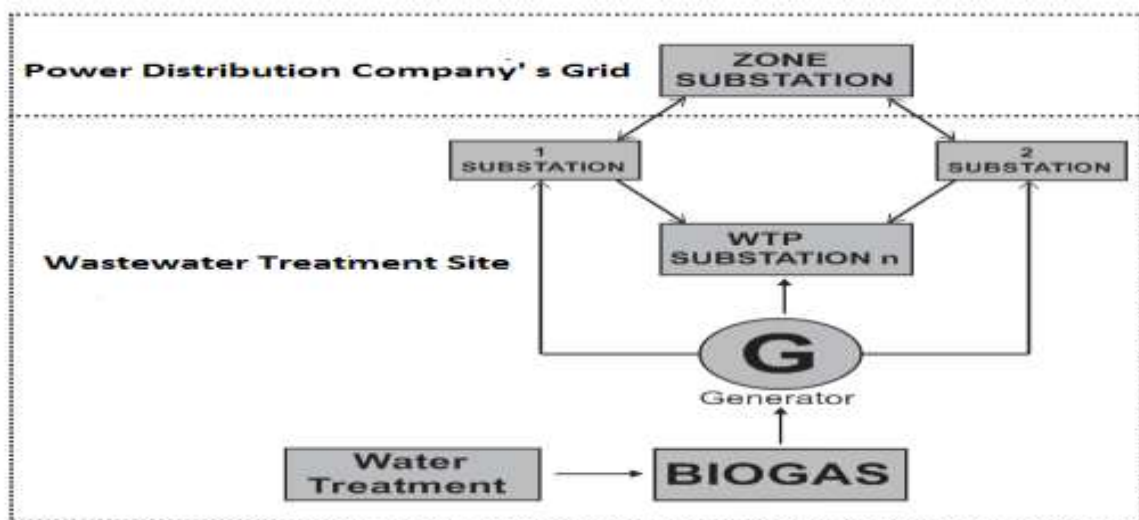 Power Distribution Company' s Grid
ZONE
SUBSTATION
1
SUBSTATION
2
SUBSTATION
WTP
SUBSTATION n
Wastewater Treatment Site
G
Generator
Water
Treatment
BIOGAS